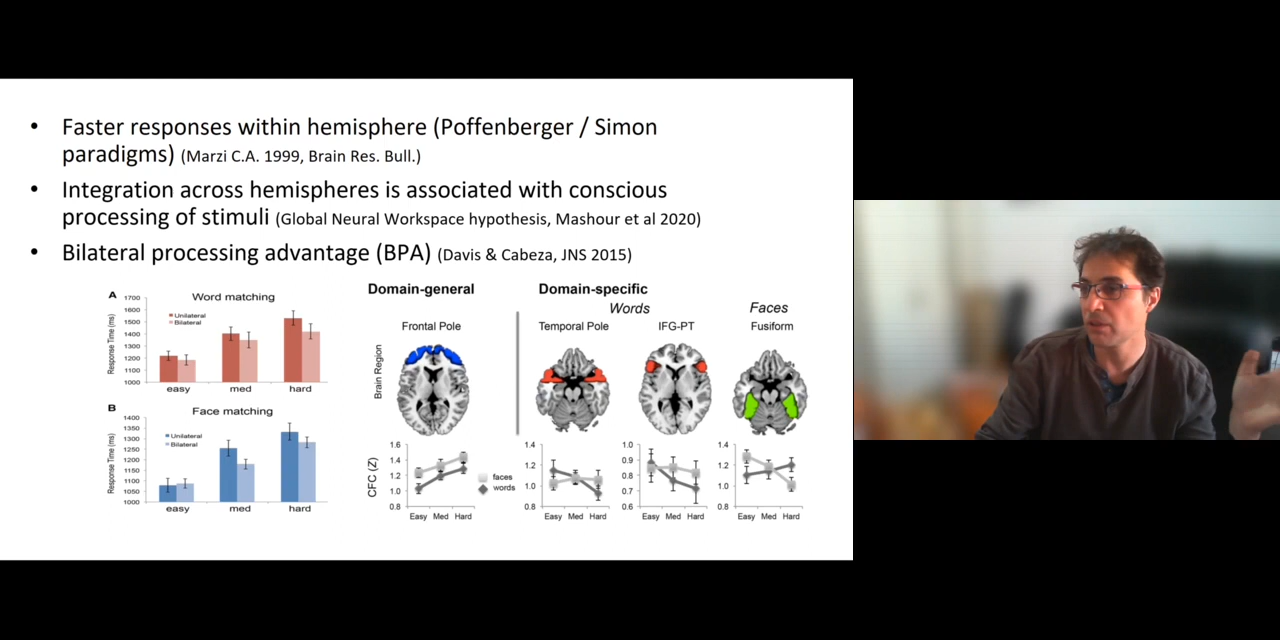 • Faster responses within hemisphere (Poffenberger / Simon
paradigms) (Marzi C.A. 1999, Brain Res. Bull.)
• Integration across hemispheres is associated with conscious
processing of stimuli (Global Neural Workspace hypothesis, Mashour et al 2020)
• Bilateral processing advantage (BPA) (Davis & Cabeza, JNS 2015)
A
Word matching
Response Time (ms)
1700
1600
1500
1400
1300
1200
1100
1000
Unilateral
Bilateral
easy med hard
B
Face matching
Response Time (ms)
1400
1350
1300
1250
1200
1150
1100
1050
1000
Unilateral
Bilateral
easy med hard
Domain-general Domain-specific
Words Faces
Frontal Pole Temporal Pole IFG-PT Fusiform
Brain Region
CFC (Z)
1.6
1.4
1.2
1.0
0.8
Easy Med Hard
faces
words
1.4
1.2
1.0
0.8
Easy Med Hard
1.0
0.9
0.8
0.7
0.6
Easy Med Hard
1.4
1.2
1.0
0.8
Easy Med Hard